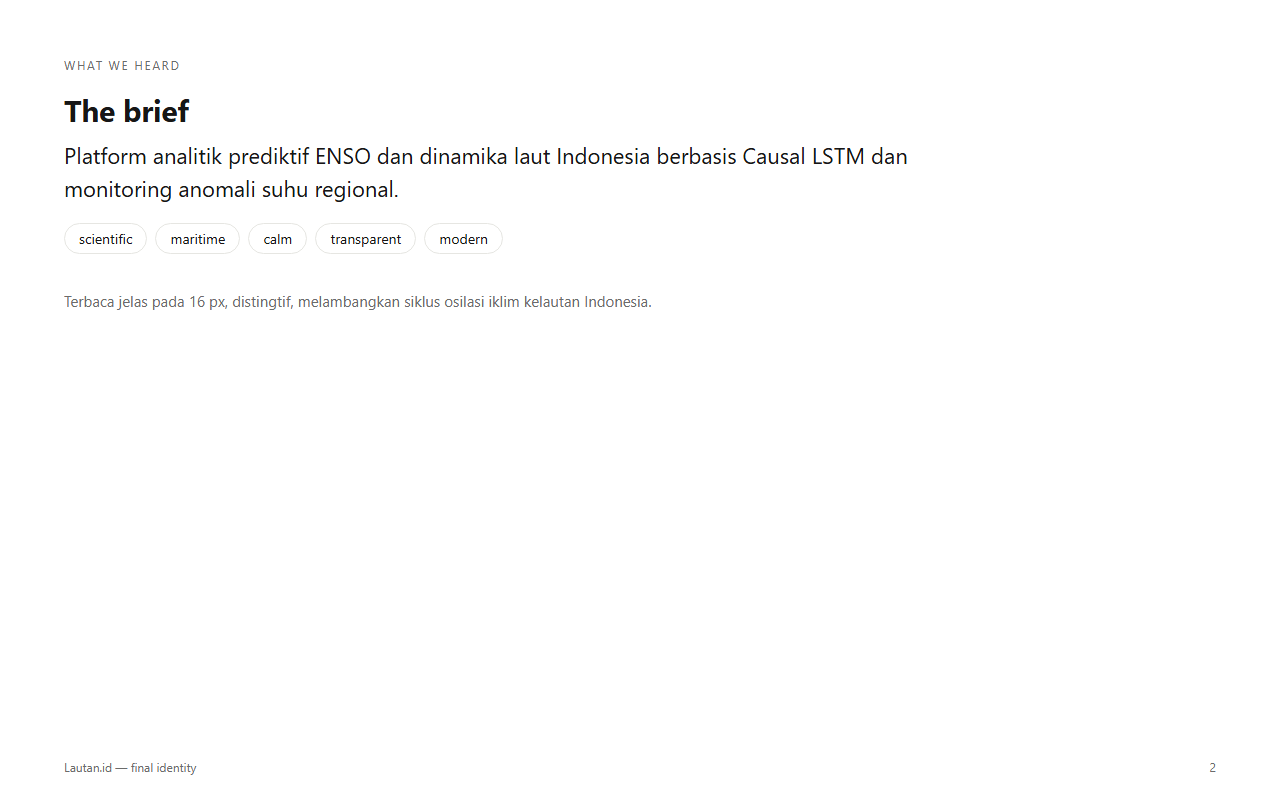 WHAT WE HEARD
The brief
Platform analitik prediktif ENSO dan dinamika laut Indonesia berbasis Causal LSTM dan
monitoring anomali suhu regional.
scientific maritime calm transparent modern
Terbaca jelas pada 16 px, distingtif, melambangkan siklus osilasi iklim kelautan Indonesia.
Lautan.id — final identity 2